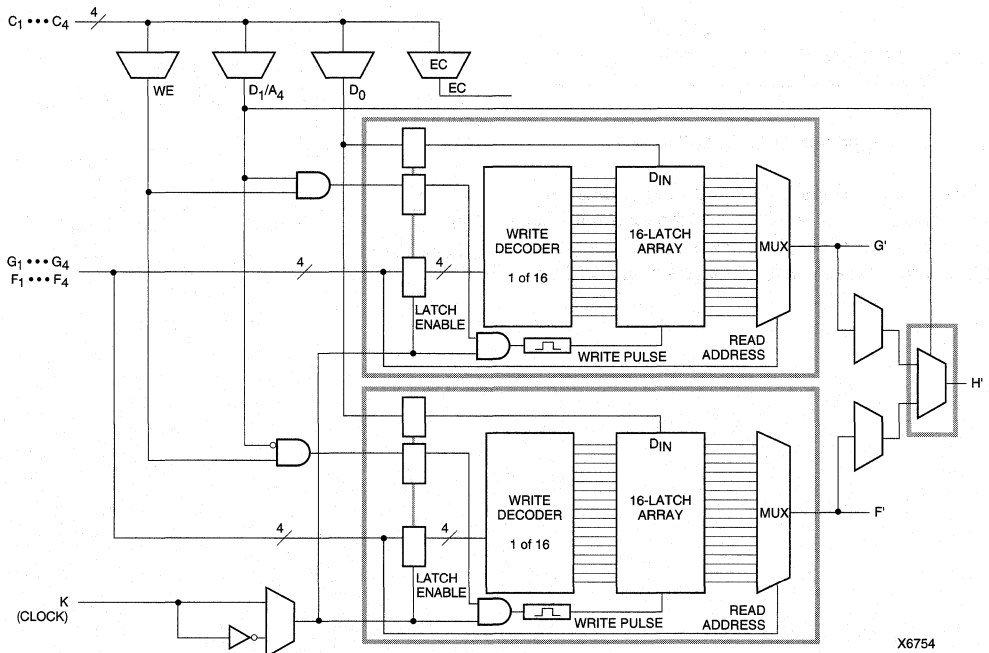 C1 ••• C4
4
EC
WE
D1/A4
D0
EC
DIN
WRITE
DECODER
1 of 16
16-LATCH
ARRAY
MUX
G'
G1 ••• G4
F1 ••• F4
4
4
LATCH
ENABLE
WRITE PULSE
READ
ADDRESS
H'
DIN
WRITE
DECODER
1 of 16
16-LATCH
ARRAY
MUX
F'
4
4
LATCH
ENABLE
WRITE PULSE
READ
ADDRESS
K
(CLOCK)
X6754